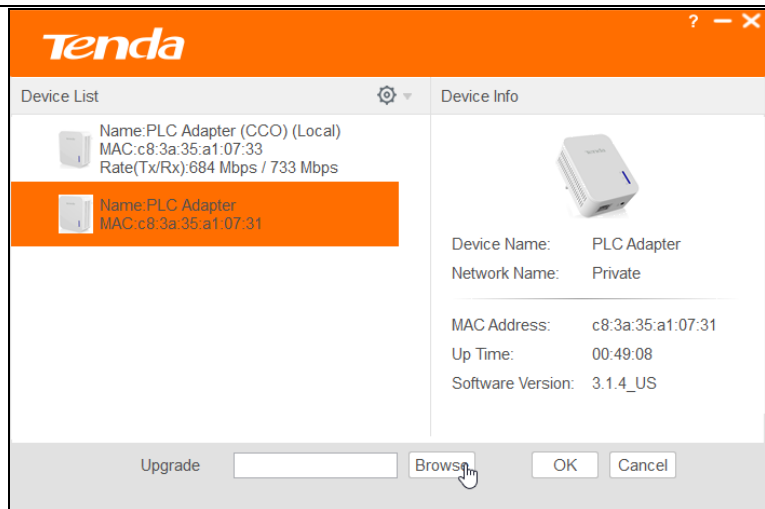 ? — ✕
Tenda
Device List
Name:PLC Adapter (CCO) (Local)
MAC:c8:3a:35:a1:07:33
Rate(Tx/Rx):684 Mbps / 733 Mbps
Name:PLC Adapter
MAC:c8:3a:35:a1:07:31
Device Info
Tenda
Device Name: PLC Adapter
Network Name: Private
MAC Address: c8:3a:35:a1:07:31
Up Time: 00:49:08
Software Version: 3.1.4_US
Upgrade Browse OK Cancel